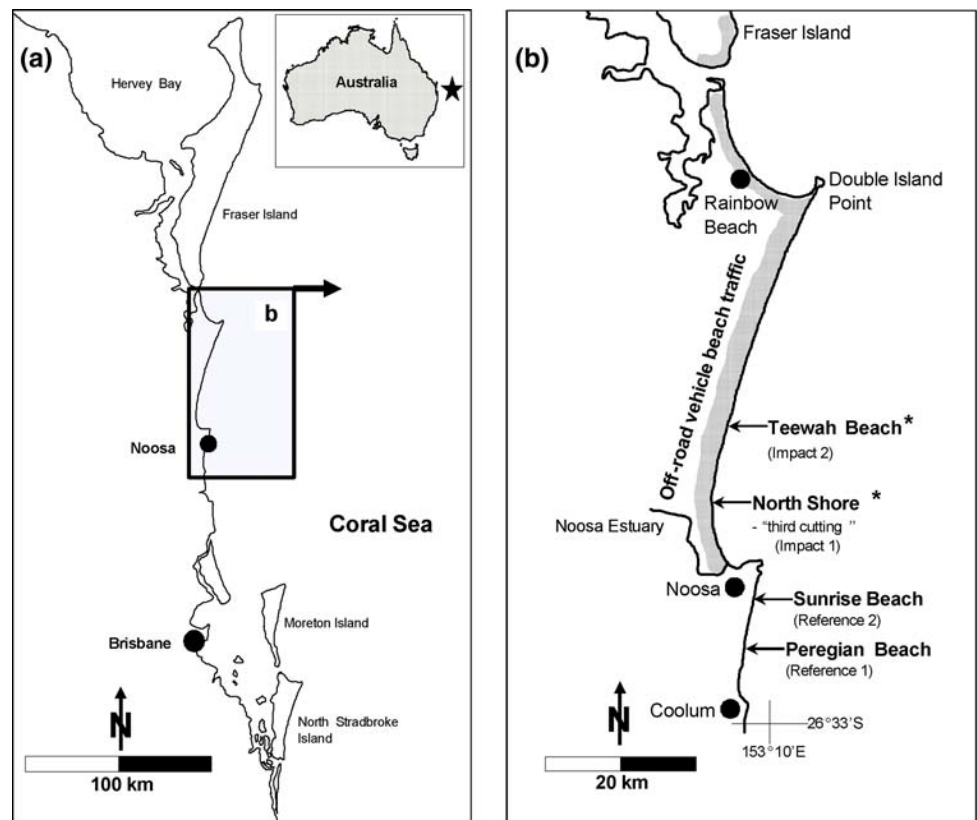 (a)
Hervey Bay
Australia
Fraser Island
b
Noosa
Coral Sea
Brisbane
Moreton Island
North Stradbroke
Island
N
100 km
(b)
Fraser Island
Double Island
Point
Rainbow
Beach
Off-road vehicle beach traffic
Teewah Beach*
(Impact 2)
North Shore *
- "third cutting "
(Impact 1)
Noosa Estuary
Noosa
Sunrise Beach
(Reference 2)
Peregian Beach
(Reference 1)
Coolum
26°33'S
153°10'E
N
20 km